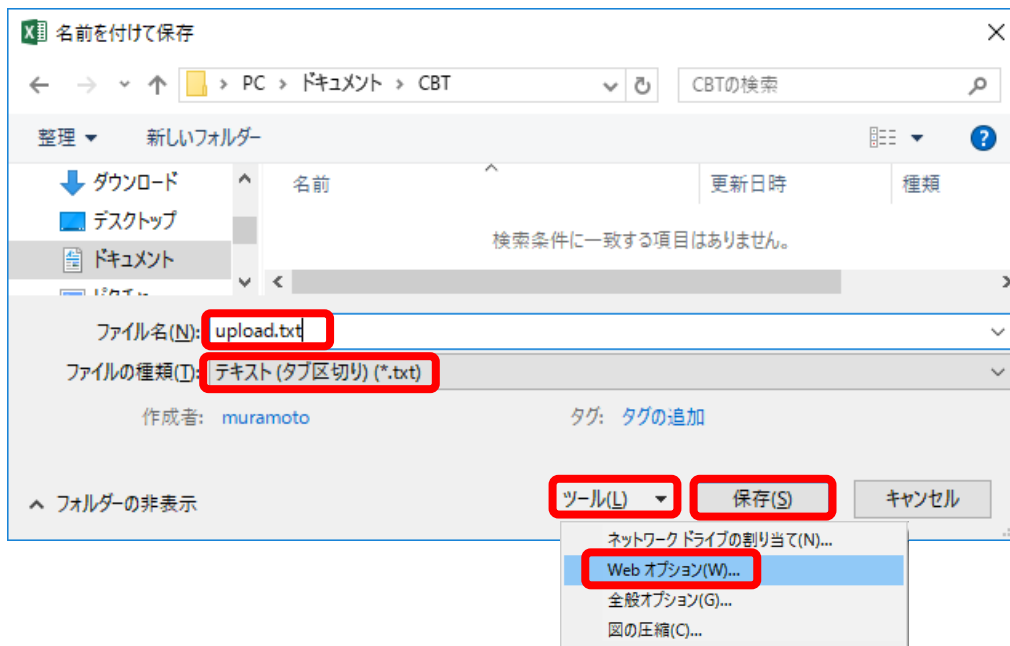 名前を付けて保存
PC > ドキュメント > CBT
CBTの検索
整理
新しいフォルダー
?
ダウンロード
デスクトップ
ドキュメント
ピクチャ
名前
更新日時
種類
検索条件に一致する項目はありません。
ファイル名(N): upload.txt
ファイルの種類(T): テキスト (タブ区切り) (*.txt)
作成者: muramoto
タグ: タグの追加
フォルダーの非表示
ツール(L)
保存(S)
キャンセル
ネットワーク ドライブの割り当て(N)...
Web オプション(W)...
全般オプション(G)...
図の圧縮(C)...